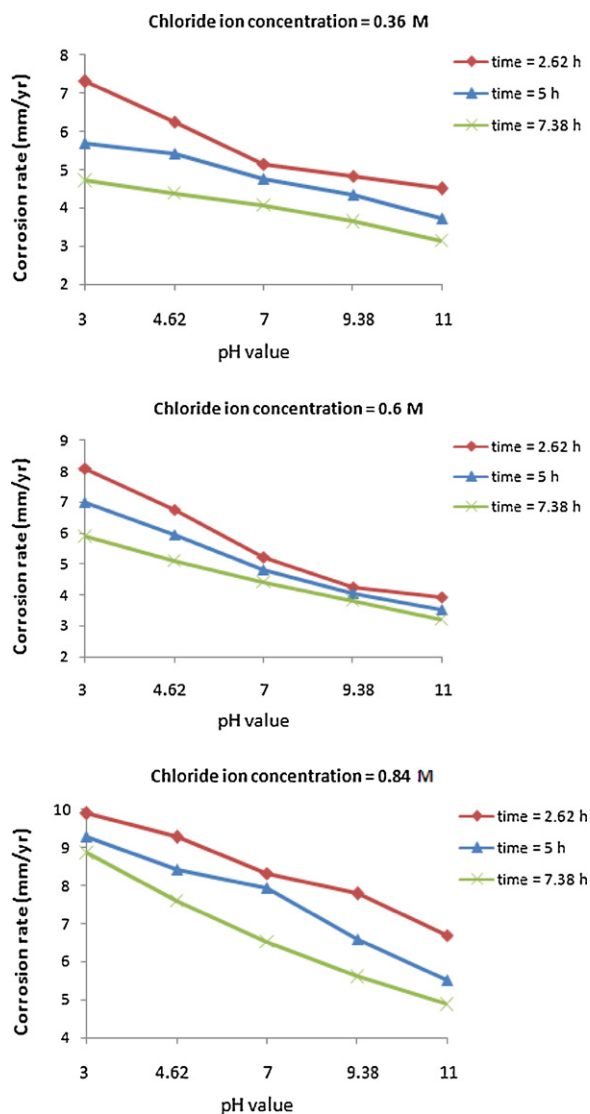 Chloride ion concentration = 0.36 M
Corrosion rate (mm/yr)
8
7
6
5
4
3
2
3 4.62 7 9.38 11
pH value
time = 2.62 h
time = 5 h
time = 7.38 h
Chloride ion concentration = 0.6 M
Corrosion rate (mm/yr)
9
8
7
6
5
4
3
2
3 4.62 7 9.38 11
pH value
time = 2.62 h
time = 5 h
time = 7.38 h
Chloride ion concentration = 0.84 M
Corrosion rate (mm/yr)
10
9
8
7
6
5
4
3 4.62 7 9.38 11
pH value
time = 2.62 h
time = 5 h
time = 7.38 h